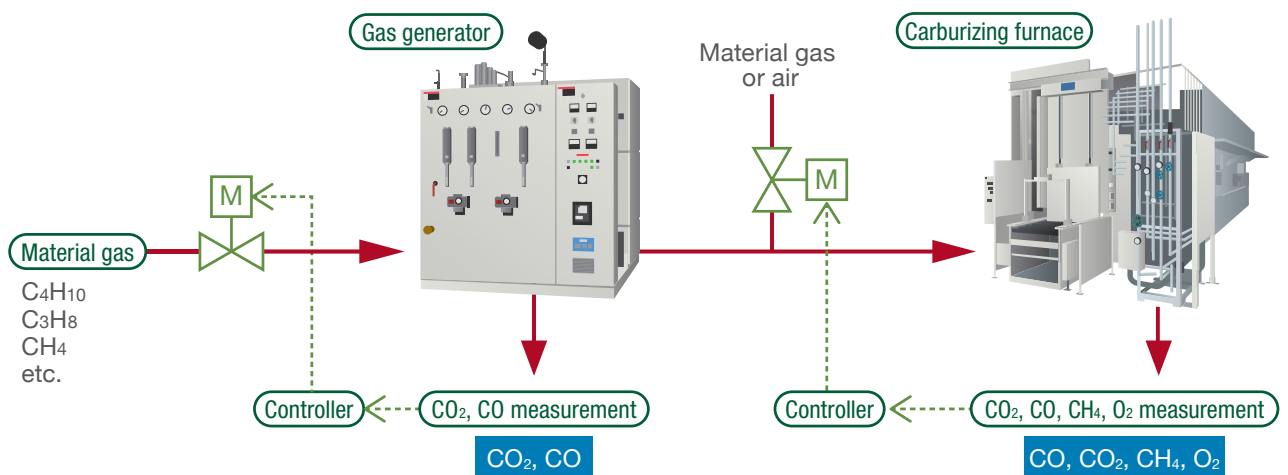 Gas generator
Carburizing furnace
Material gas
or air
M
M
Material gas
C₄H₁₀
C₃H₈
CH₄
etc.
Controller
CO₂, CO measurement
Controller
CO₂, CO, CH₄, O₂ measurement
CO₂, CO
CO, CO₂, CH₄, O₂